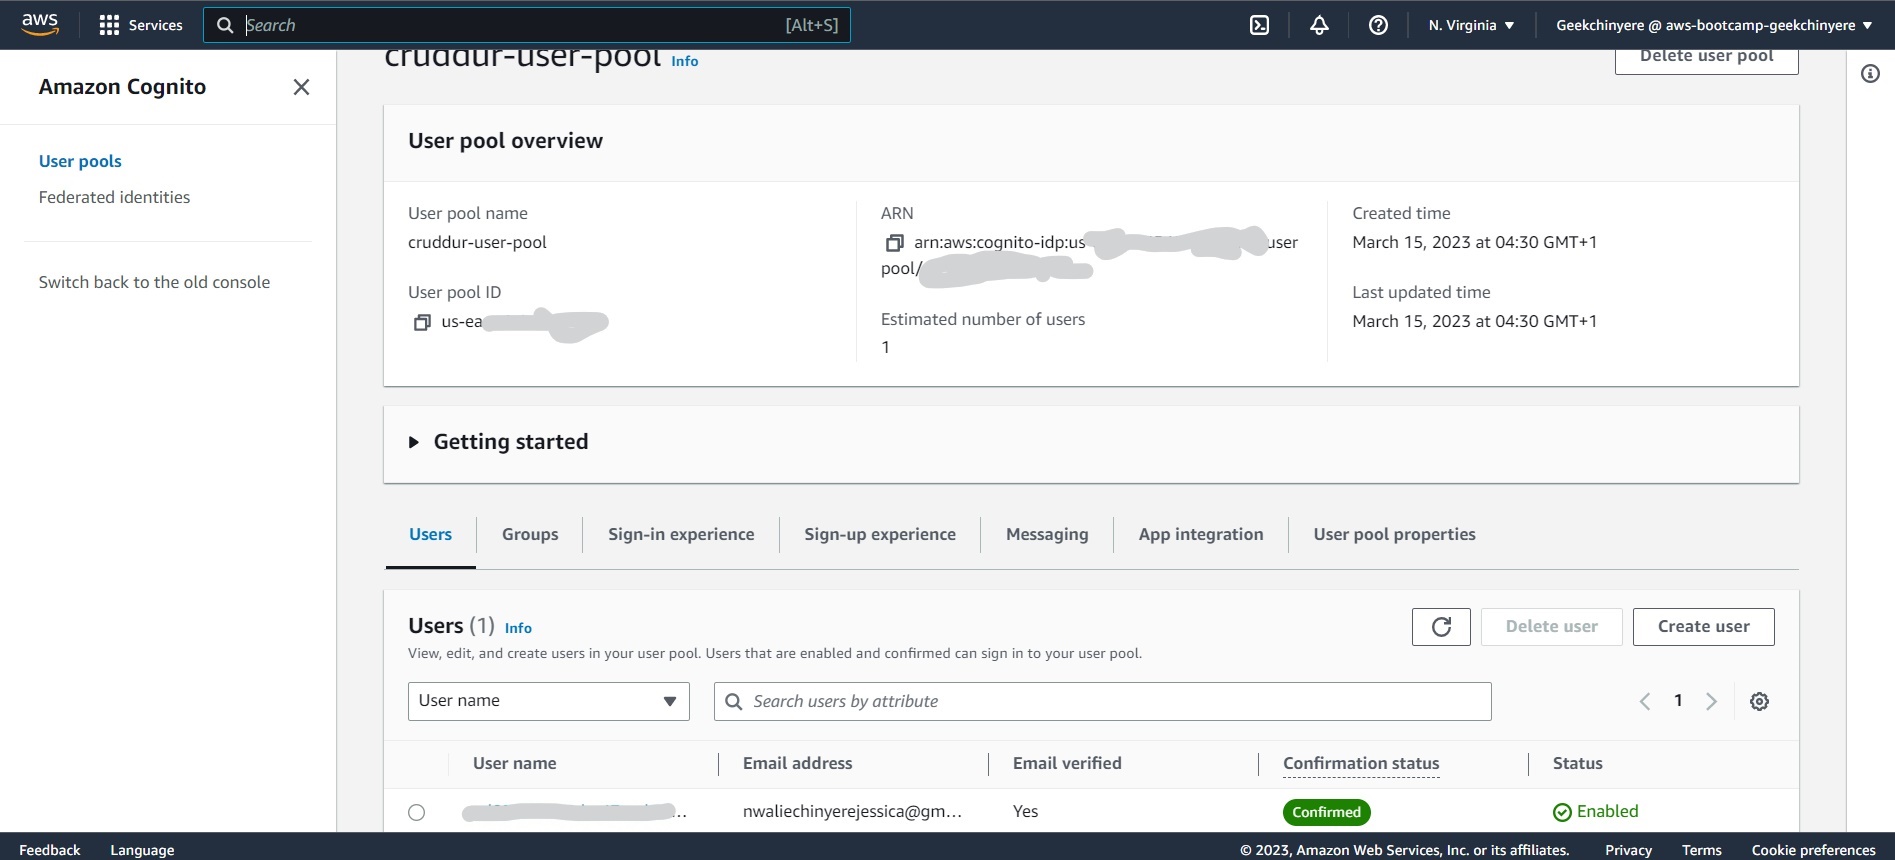 aws
Services
Search
[Alt+S]
N. Virginia
Geekchinyere @ aws-bootcamp-geekchinyere
Amazon Cognito
User pools
Federated identities
Switch back to the old console
cruddur-user-pool Info
Delete user pool
User pool overview
User pool name
cruddur-user-pool
User pool ID
us-ea
ARN
arn:aws:cognito-idp:us user
pool/
Estimated number of users
1
Created time
March 15, 2023 at 04:30 GMT+1
Last updated time
March 15, 2023 at 04:30 GMT+1
Getting started
Users
Groups
Sign-in experience
Sign-up experience
Messaging
App integration
User pool properties
Users (1) Info
Delete user
Create user
View, edit, and create users in your user pool. Users that are enabled and confirmed can sign in to your user pool.
User name
Search users by attribute
1
User name
Email address
Email verified
Confirmation status
Status
...
nwaliechinyerejessica@gm...
Yes
Confirmed
Enabled
Feedback
Language
© 2023, Amazon Web Services, Inc. or its affiliates.
Privacy
Terms
Cookie preferences